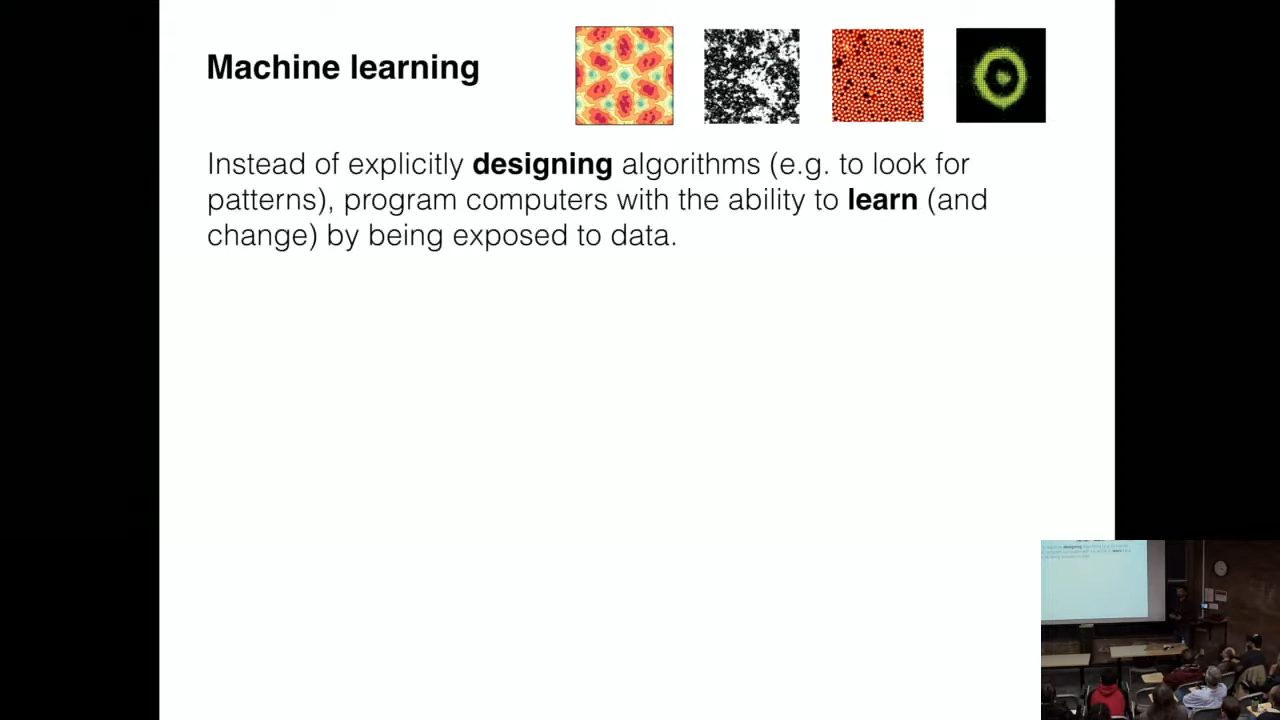 Machine learning
Instead of explicitly designing algorithms (e.g. to look for
patterns), program computers with the ability to learn (and
change) by being exposed to data.